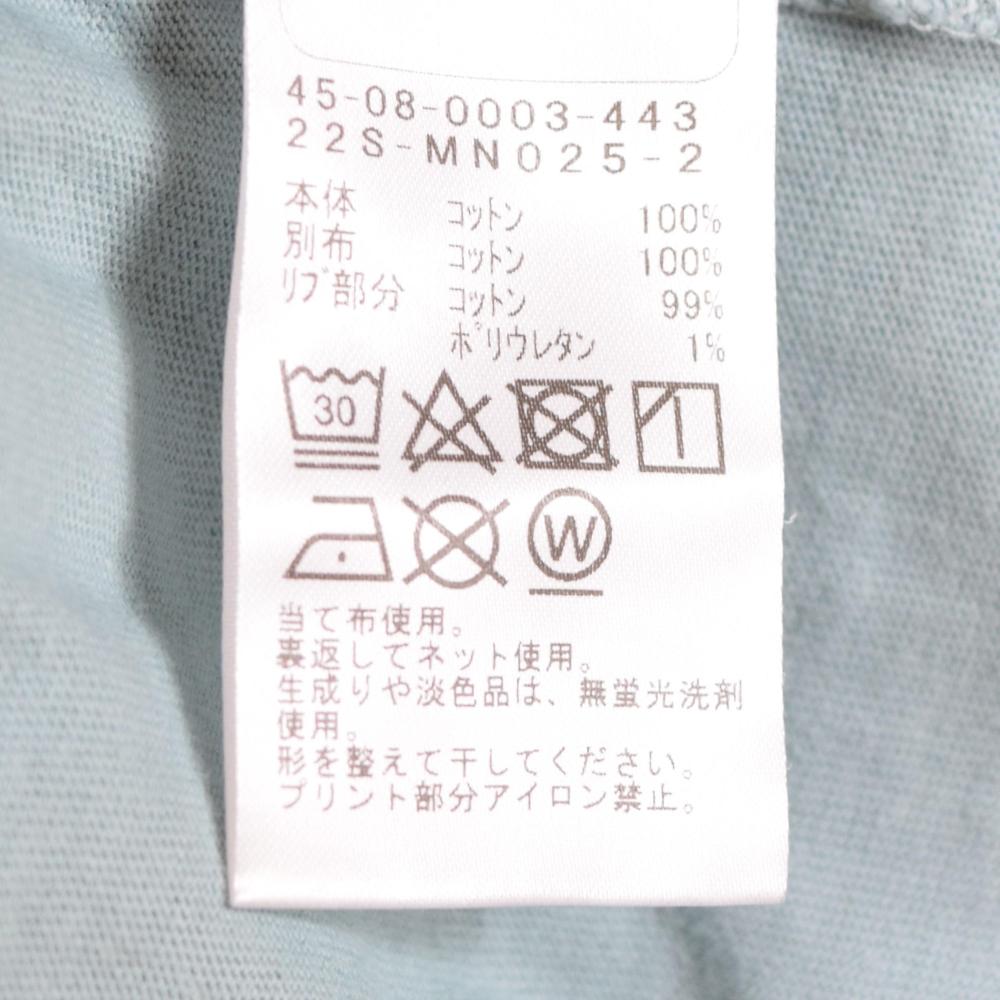 45-08-0003-443
22S-MN025-2
本体 コットン 100%
別布 コットン 100%
リブ部分 コットン 99%
ポリウレタン 1%
30
W
当て布使用。
裏返してネット使用。
生成りや淡色品は、無蛍光洗剤
使用。
形を整えて干してください。
プリント部分アイロン禁止。